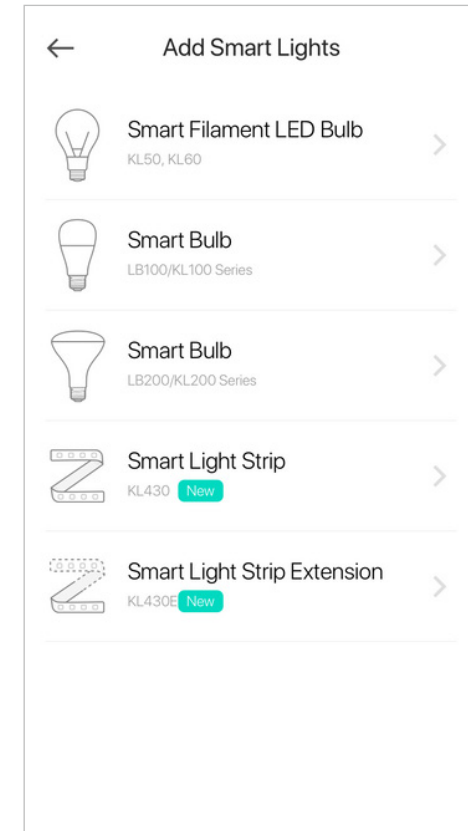 Add Smart Lights
Smart Filament LED Bulb
KL50, KL60
Smart Bulb
LB100/KL100 Series
Smart Bulb
LB200/KL200 Series
Smart Light Strip
KL430 New
Smart Light Strip Extension
KL430E New